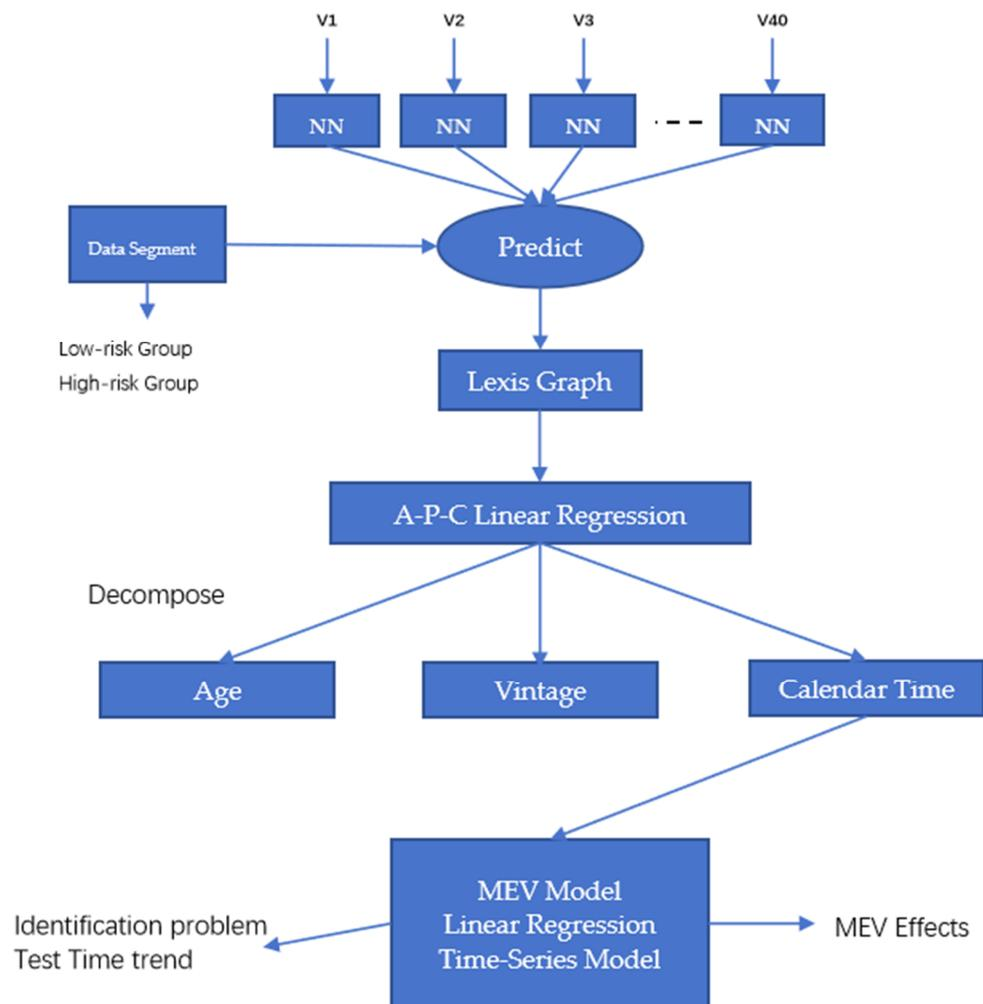 V1
V2
V3
V40
NN
NN
NN
NN
Data Segment
Predict
Low-risk Group
High-risk Group
Lexis Graph
A-P-C Linear Regression
Decompose
Age
Vintage
Calendar Time
MEV Model
Linear Regression
Time-Series Model
Identification problem
Test Time trend
MEV Effects